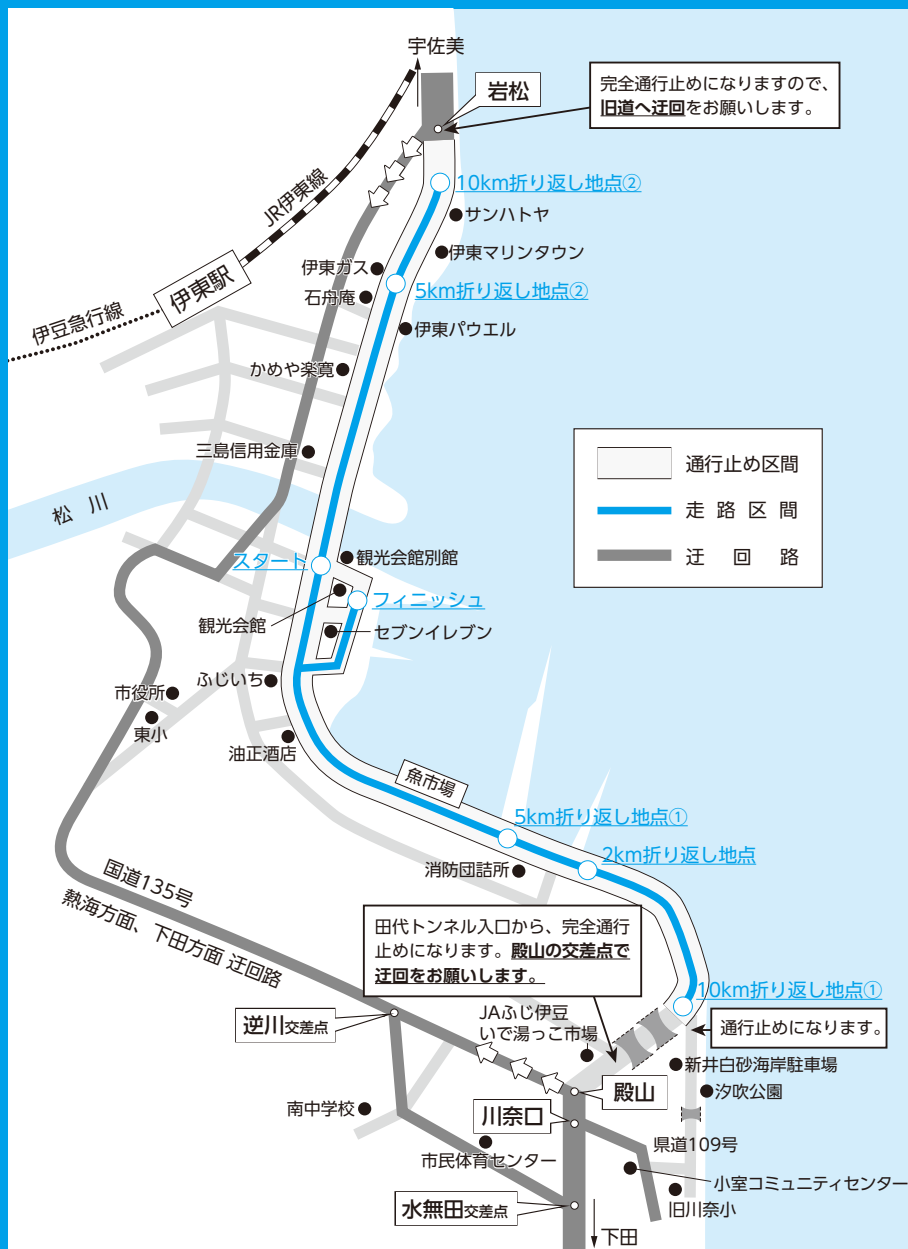 宇佐美
岩松
完全通行止めになりますので、
旧道へ迂回をお願いします。
JR伊東線
10km折り返し地点②
サンハトヤ
伊東マリンタウン
伊東ガス
5km折り返し地点②
石舟庵
伊東駅
伊豆急行線
伊東パウエル
かめや楽寛
三島信用金庫
通行止め区間
走路区間
迂回路
松川
スタート
観光会館別館
フィニッシュ
観光会館
セブンイレブン
ふじいち
市役所
東小
油正酒店
魚市場
5km折り返し地点①
2km折り返し地点
消防団詰所
国道135号
熱海方面、下田方面 迂回路
田代トンネル入口から、完全通行
止めになります。殿山の交差点で
迂回をお願いします。
10km折り返し地点①
JAふじ伊豆
いで湯っこ市場
通行止めになります。
逆川交差点
新井白砂海岸駐車場
殿山
汐吹公園
南中学校
川奈口
県道109号
市民体育センター
小室コミュニティセンター
水無田交差点
旧川奈小
下田